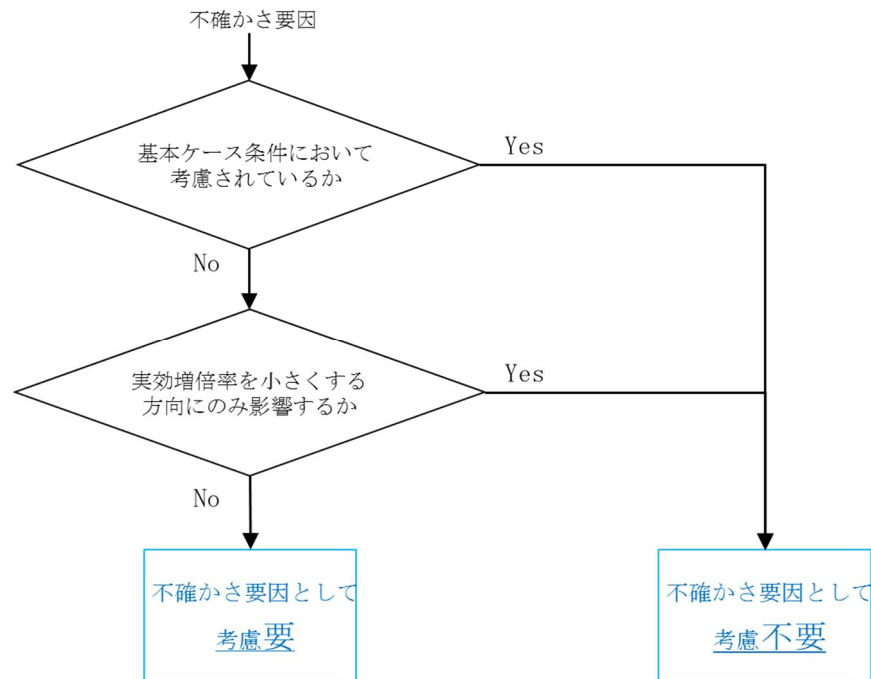 不確かさ要因
基本ケース条件において
考慮されているか
Yes
No
実効増倍率を小さくする
方向にのみ影響するか
Yes
No
不確かさ要因として
考慮要
不確かさ要因として
考慮不要